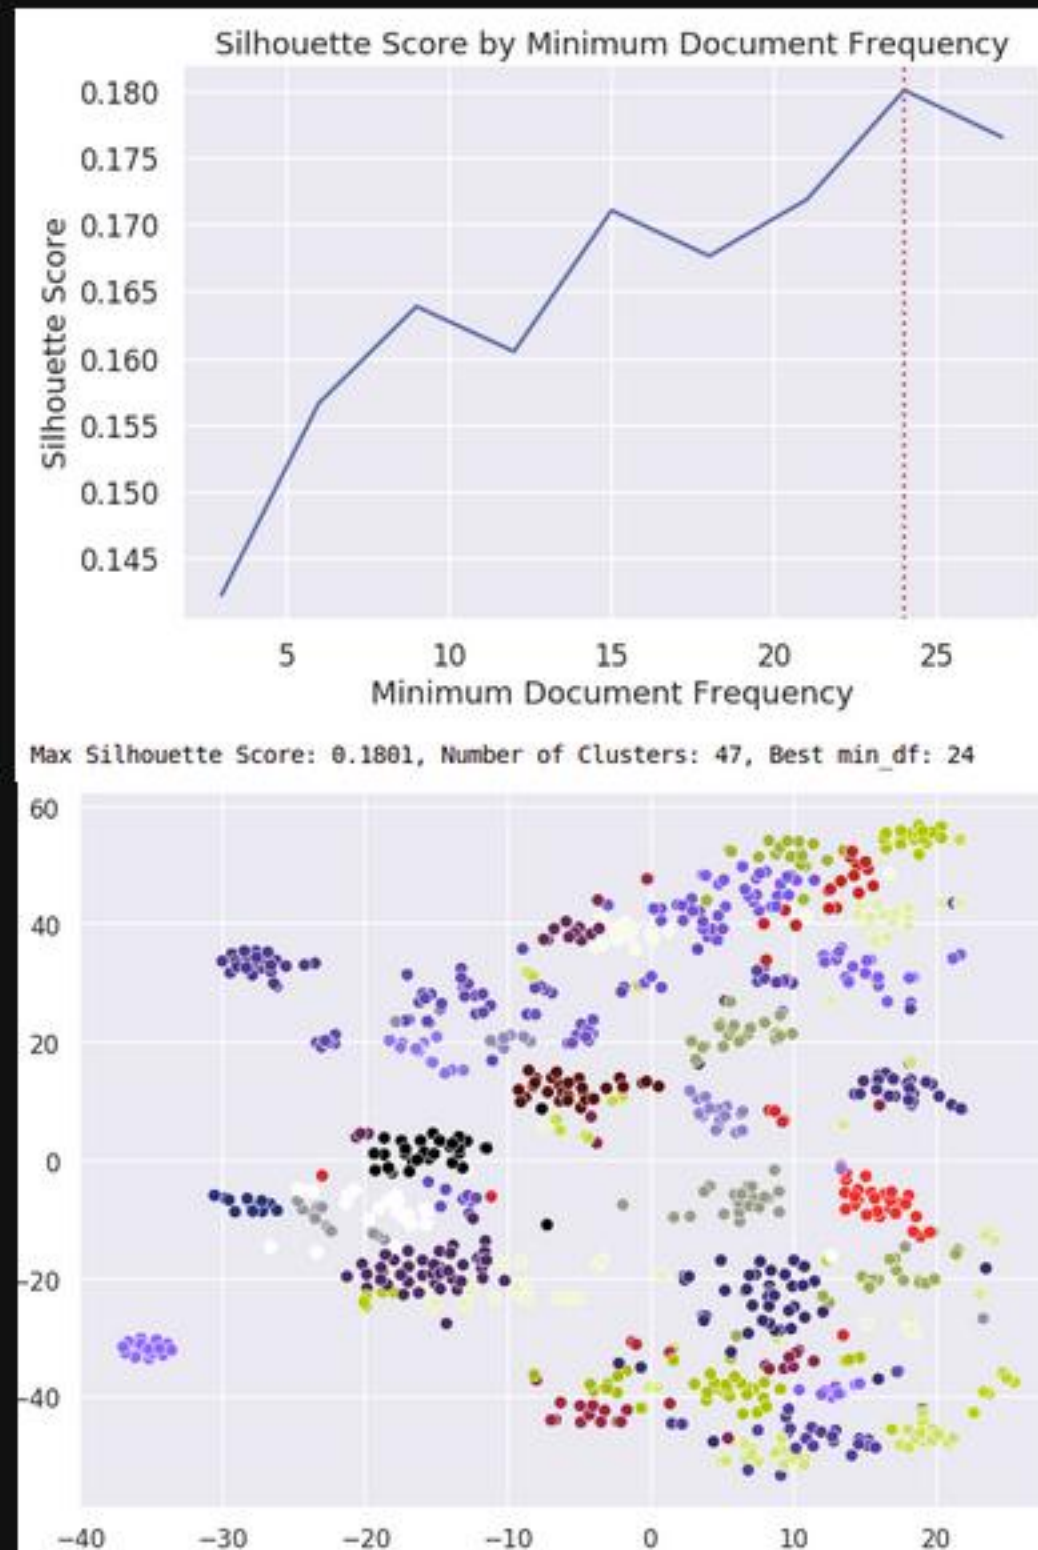 Silhouette Score by Minimum Document Frequency
0.180
0.175
0.170
0.165
0.160
0.155
0.150
0.145
Silhouette Score
5 10 15 20 25
Minimum Document Frequency
Max Silhouette Score: 0.1801, Number of Clusters: 47, Best min_df: 24
60
40
20
0
−20
−40
−40 −30 −20 −10 0 10 20